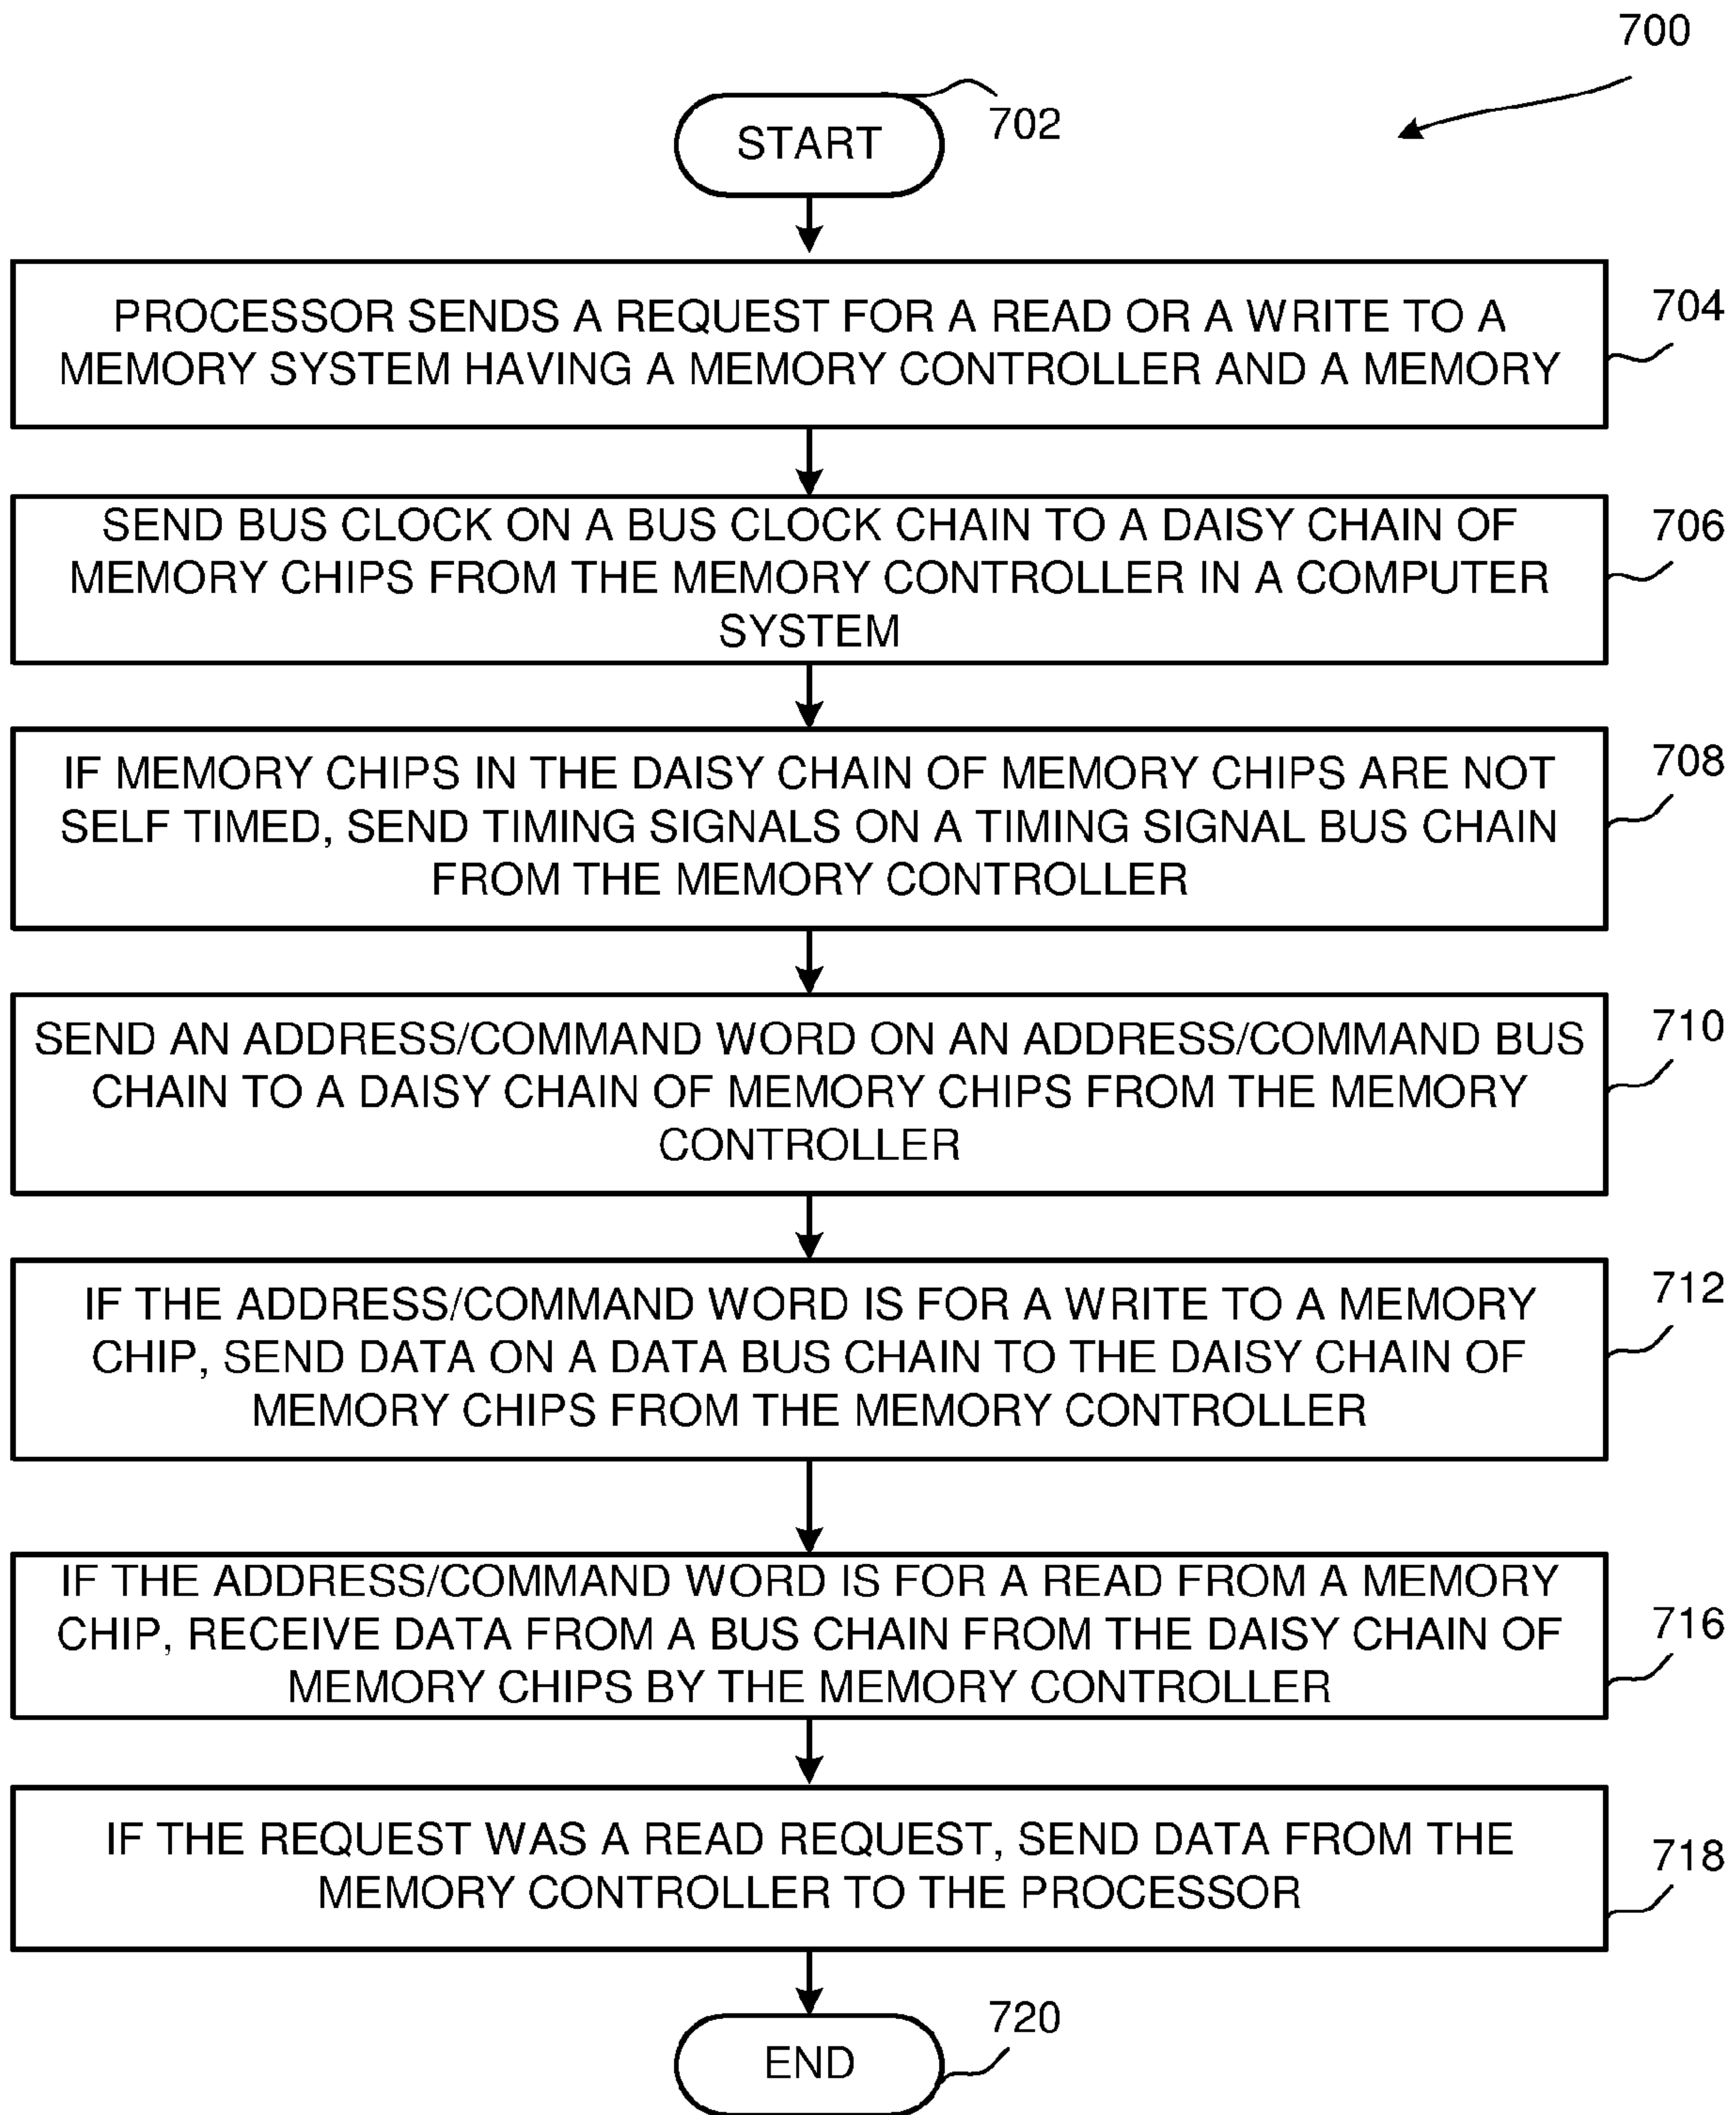 700
702
START
PROCESSOR SENDS A REQUEST FOR A READ OR A WRITE TO A
MEMORY SYSTEM HAVING A MEMORY CONTROLLER AND A MEMORY
704
SEND BUS CLOCK ON A BUS CLOCK CHAIN TO A DAISY CHAIN OF
MEMORY CHIPS FROM THE MEMORY CONTROLLER IN A COMPUTER
SYSTEM
706
IF MEMORY CHIPS IN THE DAISY CHAIN OF MEMORY CHIPS ARE NOT
SELF TIMED, SEND TIMING SIGNALS ON A TIMING SIGNAL BUS CHAIN
FROM THE MEMORY CONTROLLER
708
SEND AN ADDRESS/COMMAND WORD ON AN ADDRESS/COMMAND BUS
CHAIN TO A DAISY CHAIN OF MEMORY CHIPS FROM THE MEMORY
CONTROLLER
710
IF THE ADDRESS/COMMAND WORD IS FOR A WRITE TO A MEMORY
CHIP, SEND DATA ON A DATA BUS CHAIN TO THE DAISY CHAIN OF
MEMORY CHIPS FROM THE MEMORY CONTROLLER
712
IF THE ADDRESS/COMMAND WORD IS FOR A READ FROM A MEMORY
CHIP, RECEIVE DATA FROM A BUS CHAIN FROM THE DAISY CHAIN OF
MEMORY CHIPS BY THE MEMORY CONTROLLER
716
IF THE REQUEST WAS A READ REQUEST, SEND DATA FROM THE
MEMORY CONTROLLER TO THE PROCESSOR
718
720
END